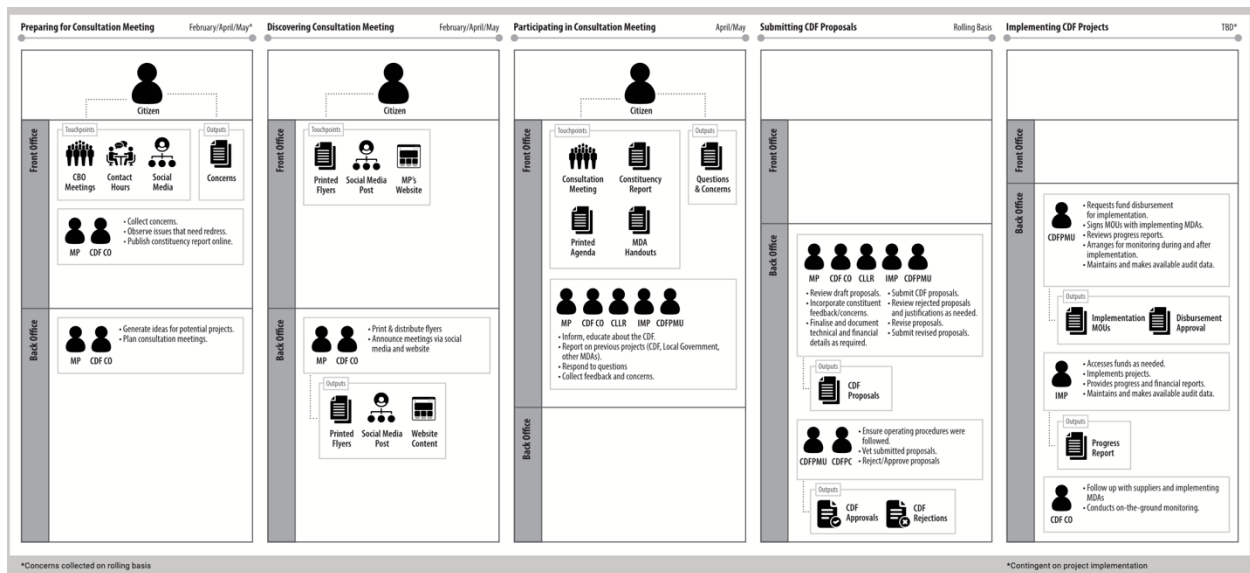 Preparing for Consultation Meeting
February/April/May*
Citizen
Front Office
Touchpoints
CBO
Meetings
Contact
Hours
Social
Media
Outputs
Concerns
MP
CDF CO
• Collect concerns.
• Observe issues that need redress.
• Publish constituency report online.
Back Office
MP
CDF CO
• Generate ideas for potential projects.
• Plan consultation meetings.
Discovering Consultation Meeting
February/April/May
Citizen
Front Office
Touchpoints
Printed
Flyers
Social Media
Post
MP's
Website
Back Office
MP
CDF CO
• Print & distribute flyers
• Announce meetings via social
media and website
Outputs
Printed
Flyers
Social Media
Post
Website
Content
Participating in Consultation Meeting
April/May
Citizen
Front Office
Touchpoints
Consultation
Meeting
Constituency
Report
Printed
Agenda
MDA
Handouts
Outputs
Questions
& Concerns
MP
CDF CO
CLLR
IMP
CDFPMU
• Inform, educate about the CDF.
• Report on previous projects (CDF, Local Government,
other MDAs).
• Respond to questions
• Collect feedback and concerns.
Back Office
Submitting CDF Proposals
Rolling Basis
Front Office
Back Office
MP
CDF CO
CLLR
IMP
CDFPMU
• Review draft proposals.
• Incorporate constituent
feedback/concerns.
• Finalise and document
technical and financial
details as required.
• Submit CDF proposals.
• Review rejected proposals
and justifications as needed.
• Revise proposals.
• Submit revised proposals.
Outputs
CDF
Proposals
CDFPMU
CDFPC
• Ensure operating procedures were
followed.
• Vet submitted proposals.
• Reject/Approve proposals
Outputs
CDF
Approvals
CDF
Rejections
Implementing CDF Projects
TBD*
Front Office
Back Office
CDFPMU
• Requests fund disbursement
for implementation.
• Signs MOUs with implementing MDAs.
• Reviews progress reports.
• Arranges for monitoring during and after
implementation.
• Maintains and makes available audit data.
Outputs
Implementation
MOUs
Disbursement
Approval
IMP
• Accesses funds as needed.
• Implements projects.
• Provides progress and financial reports.
• Maintains and makes available audit data.
Outputs
Progress
Report
CDF CO
• Follow up with suppliers and implementing
MDAs
• Conducts on-the-ground monitoring.
*Concerns collected on rolling basis
*Contingent on project implementation